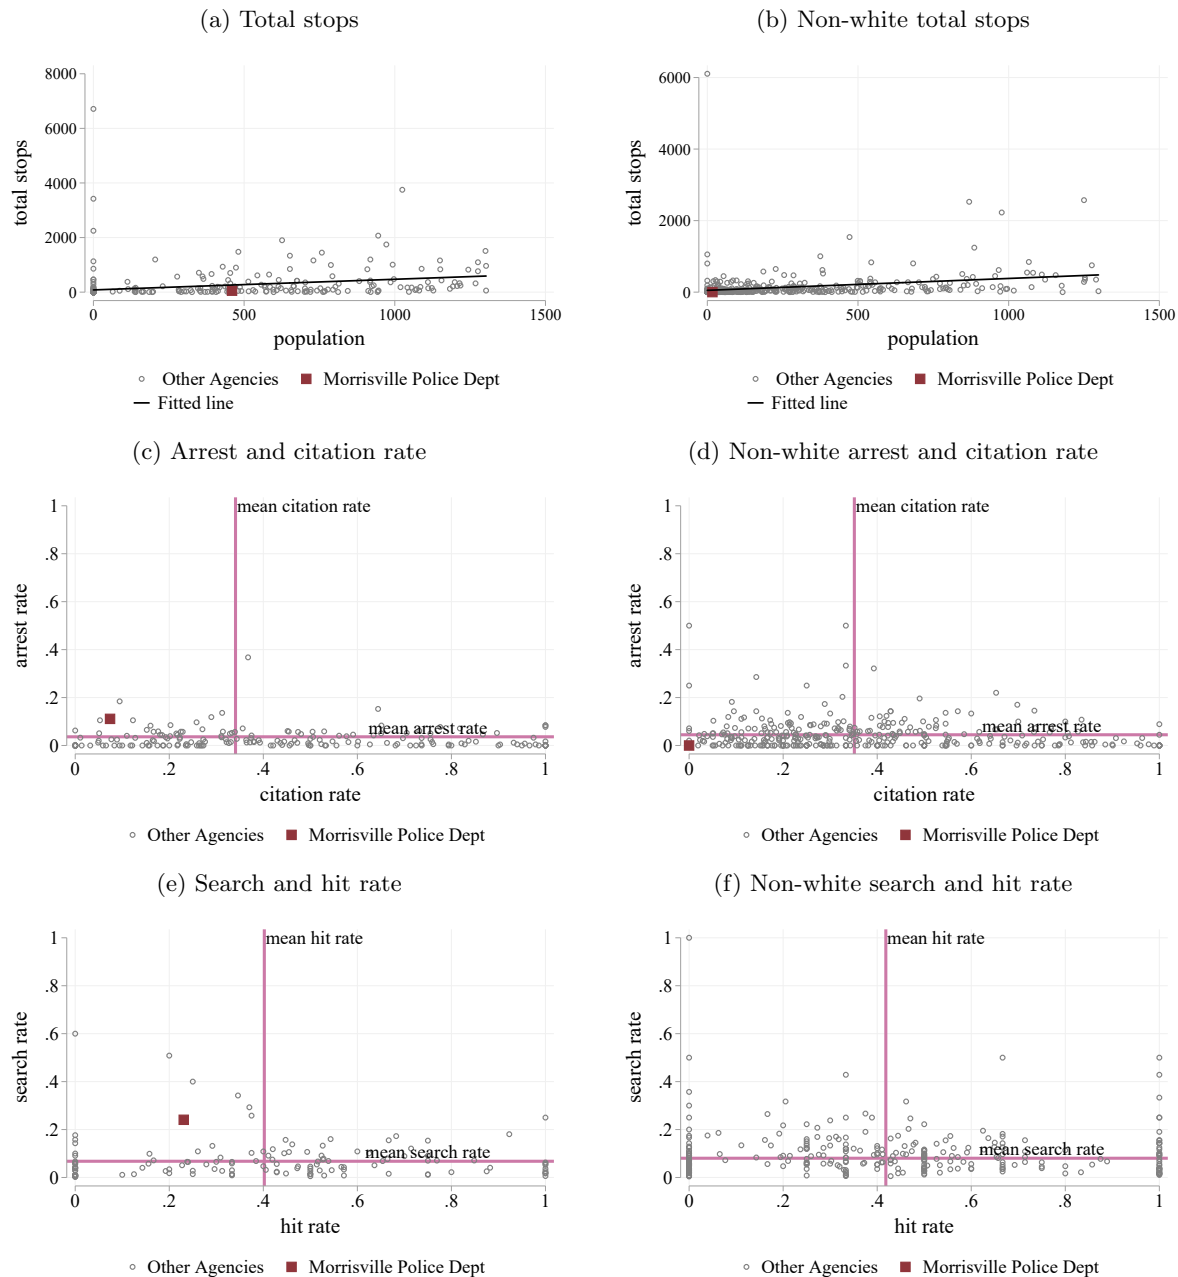 (a) Total stops
(b) Non-white total stops
8000
6000
4000
2000
0
total stops
0
500
1000
1500
population
○ Other Agencies ■ Morrisville Police Dept
— Fitted line
6000
4000
2000
0
total stops
0
500
1000
1500
population
○ Other Agencies ■ Morrisville Police Dept
— Fitted line
(c) Arrest and citation rate
(d) Non-white arrest and citation rate
1
.8
.6
.4
.2
0
arrest rate
mean citation rate
mean arrest rate
0
.2
.4
.6
.8
1
citation rate
○ Other Agencies ■ Morrisville Police Dept
1
.8
.6
.4
.2
0
arrest rate
mean citation rate
mean arrest rate
0
.2
.4
.6
.8
1
citation rate
○ Other Agencies ■ Morrisville Police Dept
(e) Search and hit rate
(f) Non-white search and hit rate
1
.8
.6
.4
.2
0
search rate
mean hit rate
mean search rate
0
.2
.4
.6
.8
1
hit rate
○ Other Agencies ■ Morrisville Police Dept
1
.8
.6
.4
.2
0
search rate
mean hit rate
mean search rate
0
.2
.4
.6
.8
1
hit rate
○ Other Agencies ■ Morrisville Police Dept